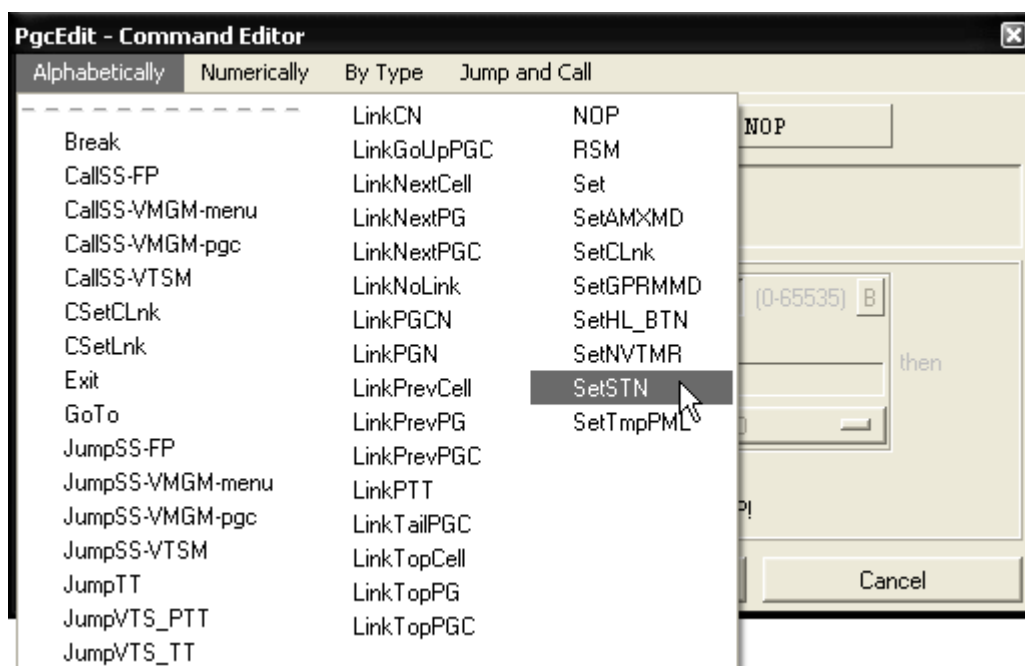 PgcEdit - Command Editor
Alphabetically Numerically By Type Jump and Call
Break
CallSS-FP
CallSS-VMGM-menu
CallSS-VMGM-pgc
CallSS-VTSM
CSetCLnk
CSetLnk
Exit
GoTo
JumpSS-FP
JumpSS-VMGM-menu
JumpSS-VMGM-pgc
JumpSS-VTSM
JumpTT
JumpVTS_PTT
JumpVTS_TT
LinkCN
LinkGoUpPGC
LinkNextCell
LinkNextPG
LinkNextPGC
LinkNoLink
LinkPGCN
LinkPGN
LinkPrevCell
LinkPrevPG
LinkPrevPGC
LinkPTT
LinkTailPGC
LinkTopCell
LinkTopPG
LinkTopPGC
NOP
RSM
Set
SetAMXMD
SetCLnk
SetGPRMMD
SetHL_BTN
SetNVTMR
SetSTN
SetTmpPML
NOP
(0-65535) B
then
P!
Cancel